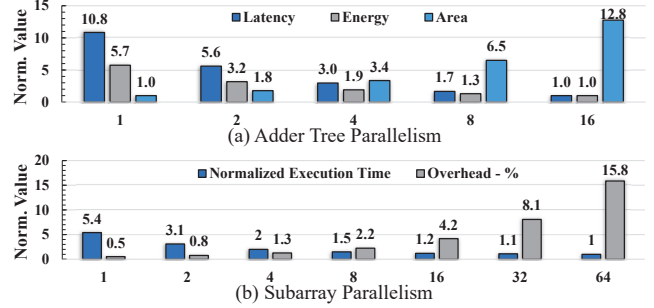 15 Latency Energy Area 12.8
10.8
10
5.7 5.6 6.5
5 3.2 3.0 1.9 3.4
1.0 1.8 1.7 1.3 1.0 1.0
0
Norm. Value
1 2 4 8 16
(a) Adder Tree Parallelism
20 Normalized Execution Time Overhead - % 15.8
15
10 8.1
5.4
5 3.1 2 1.5 2.2 1.2 4.2 1.1 1
0.5 0.8 1.3
0
Norm. Value
1 2 4 8 16 32 64
(b) Subarray Parallelism